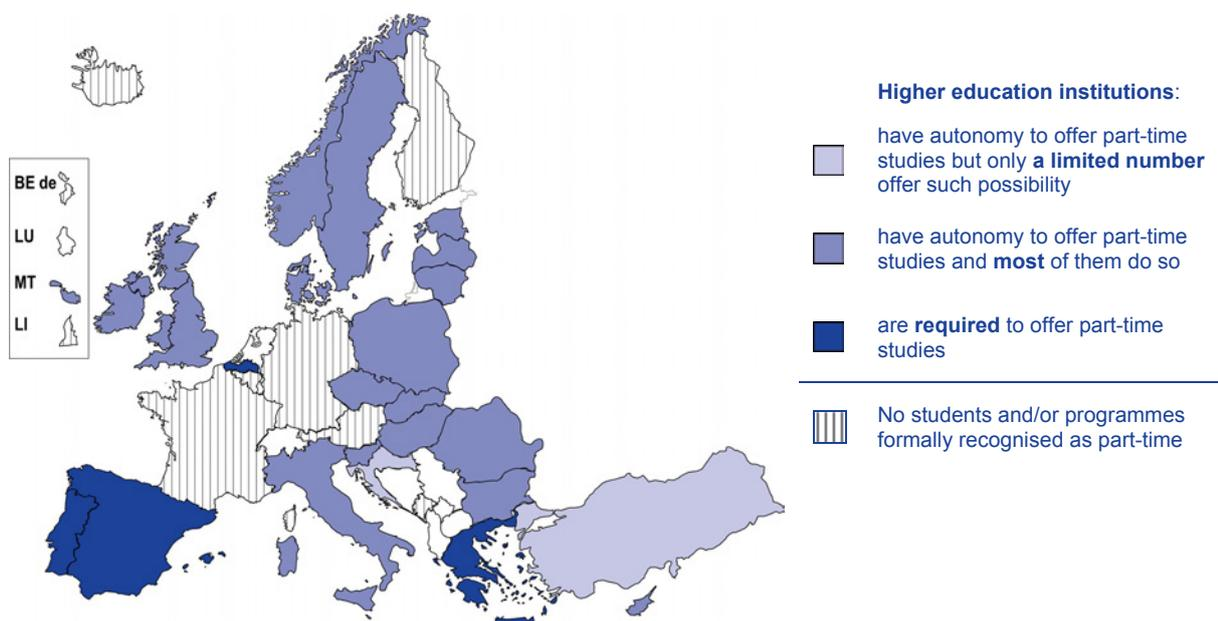 BE de
LU
MT
LI
Higher education institutions:
have autonomy to offer part-time
studies but only a limited number
offer such possibility
have autonomy to offer part-time
studies and most of them do so
are required to offer part-time
studies
No students and/or programmes
formally recognised as part-time